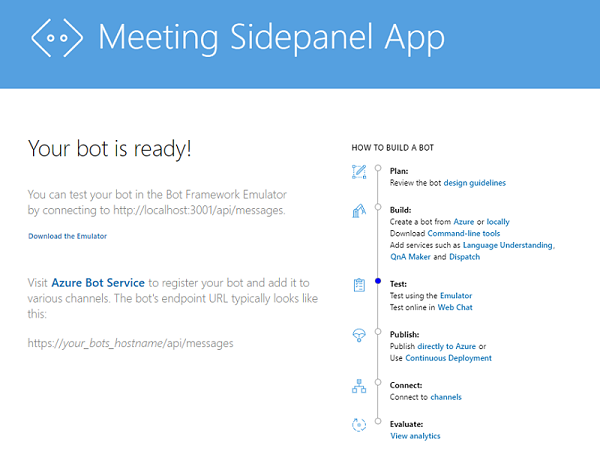 Meeting Sidepanel App
Your bot is ready!
You can test your bot in the Bot Framework Emulator
by connecting to http://localhost:3001/api/messages.
Download the Emulator
Visit Azure Bot Service to register your bot and add it to
various channels. The bot's endpoint URL typically looks like
this:
https://your_bots_hostname/api/messages
HOW TO BUILD A BOT
Plan:
Review the bot design guidelines
Build:
Create a bot from Azure or locally
Download Command-line tools
Add services such as Language Understanding,
QnA Maker and Dispatch
Test:
Test using the Emulator
Test online in Web Chat
Publish:
Publish directly to Azure or
Use Continuous Deployment
Connect:
Connect to channels
Evaluate:
View analytics